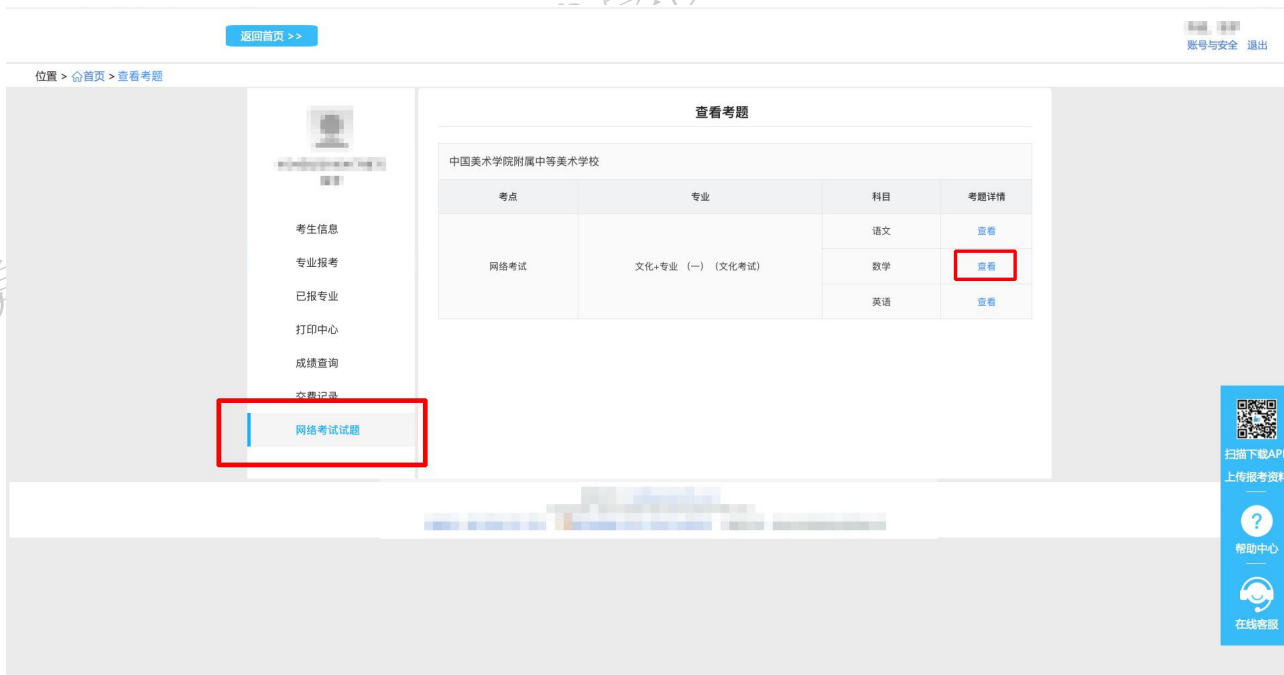 返回首页 >>
账号与安全 退出
位置 > 首页 > 查看考题
查看考题
中国美术学院附属中等美术学校
考点 专业 科目 考题详情
网络考试 文化+专业 （一）（文化考试）
语文 查看
数学 查看
英语 查看
考生信息
专业报考
已报专业
打印中心
成绩查询
交费记录
网络考试试题
扫描下载AP
上传报考资料
帮助中心
在线客服